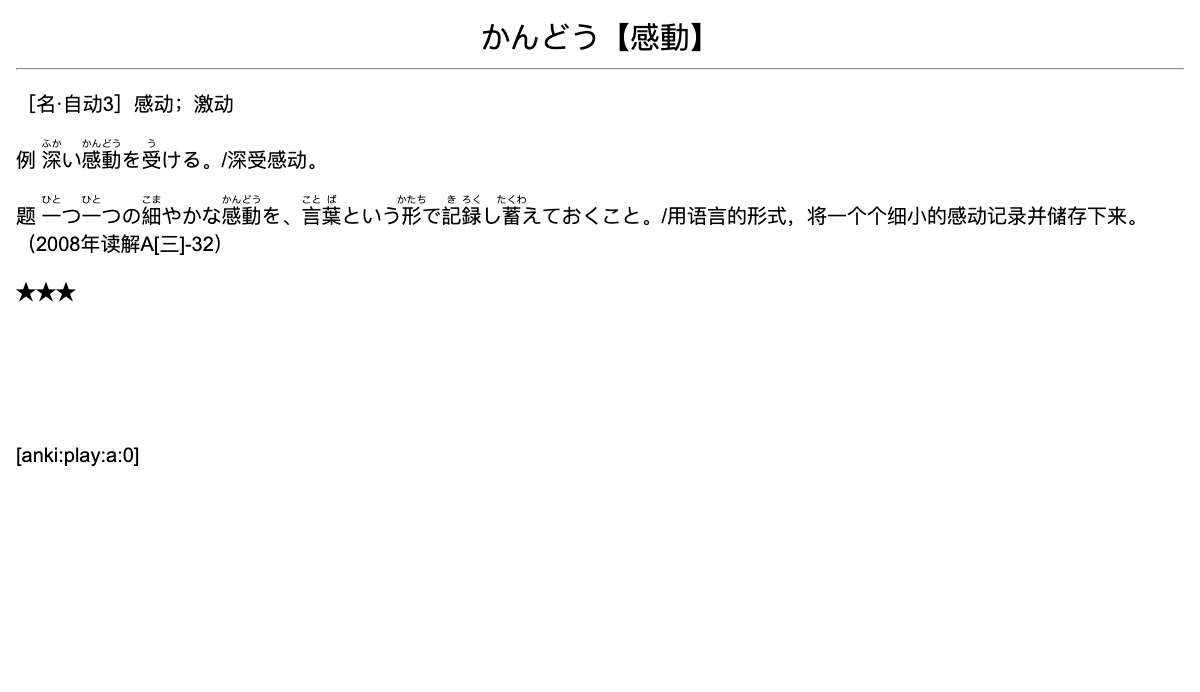 かんどう【感動】
［名·自动3］感动；激动
ふか かんどう う
例 深い感動を受ける。/深受感动。
ひと ひと こま かんどう こと ば かたち き ろく たくわ
题 一つ一つの細やかな感動を、言葉という形で記録し蓄えておくこと。/用语言的形式，将一个个细小的感动记录并储存下来。
（2008年读解A[三]-32）
★★★
[anki:play:a:0]